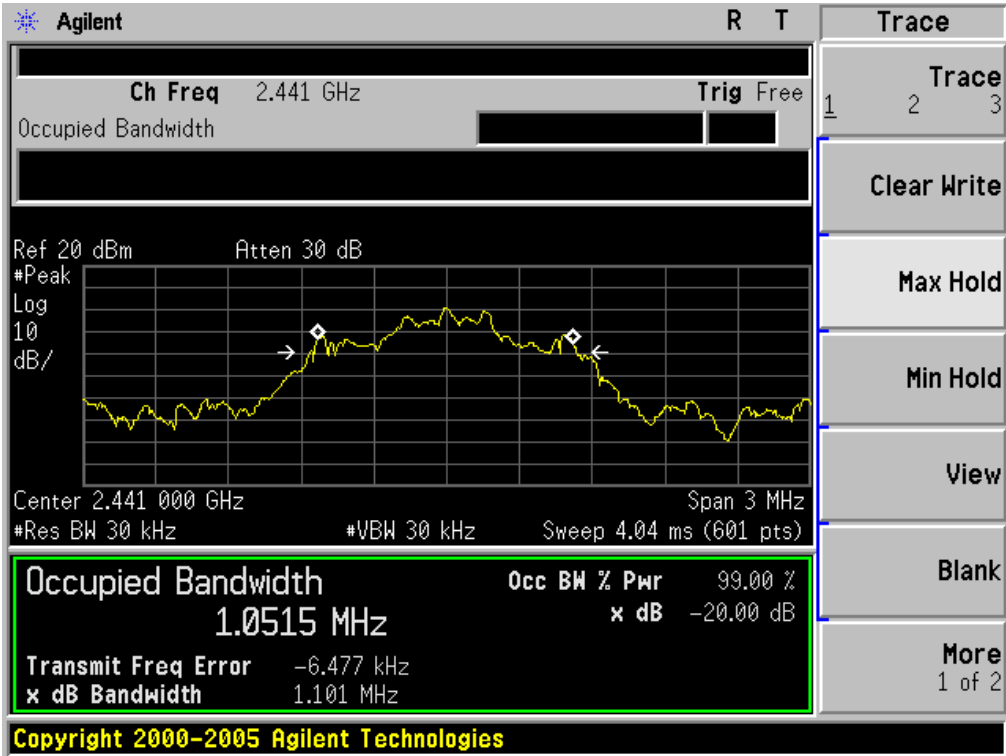 Agilent R T Trace
Ch Freq 2.441 GHz Trig Free
Occupied Bandwidth
Trace
1 2 3
Clear Write
Max Hold
Min Hold
View
Blank
More
1 of 2
Ref 20 dBm Atten 30 dB
#Peak
Log
10
dB/
Center 2.441 000 GHz Span 3 MHz
#Res BW 30 kHz #VBW 30 kHz Sweep 4.04 ms (601 pts)
Occupied Bandwidth Occ BW % Pwr 99.00 %
1.0515 MHz x dB -20.00 dB
Transmit Freq Error -6.477 kHz
x dB Bandwidth 1.101 MHz
Copyright 2000-2005 Agilent Technologies